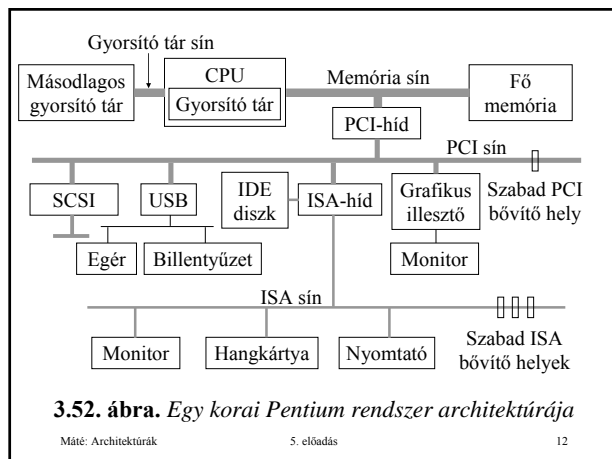 Gyorsító tár sín
Másodlagos
gyorsító tár
CPU
Gyorsító tár
Memória sín
Fő
memória
PCI-híd
PCI sín
SCSI
USB
IDE
diszk
ISA-híd
Grafikus
illesztő
Szabad PCI
bővítő hely
Egér
Billentyűzet
Monitor
ISA sín
Monitor
Hangkártya
Nyomtató
Szabad ISA
bővítő helyek
3.52. ábra. Egy korai Pentium rendszer architektúrája
Máté: Architektúrák 5. előadás 12